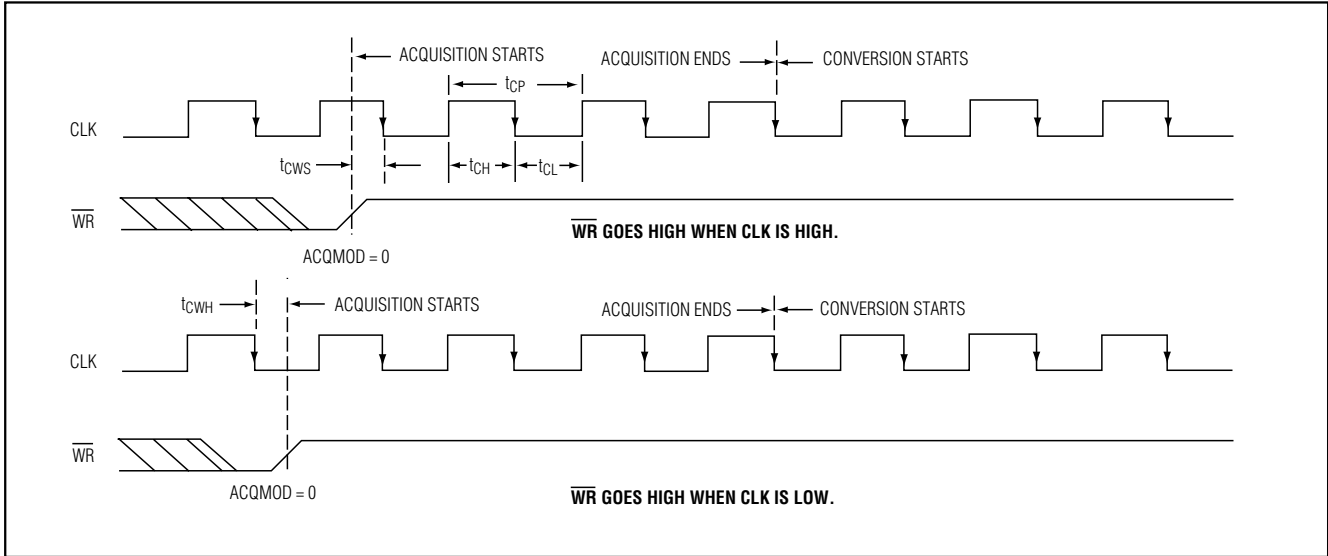 ACQUISITION STARTS
ACQUISITION ENDS
CONVERSION STARTS
tCP
CLK
tCWS
tCH
tCL
WR
WR GOES HIGH WHEN CLK IS HIGH.
ACQMOD = 0
tCWH
ACQUISITION STARTS
ACQUISITION ENDS
CONVERSION STARTS
CLK
WR
ACQMOD = 0
WR GOES HIGH WHEN CLK IS LOW.